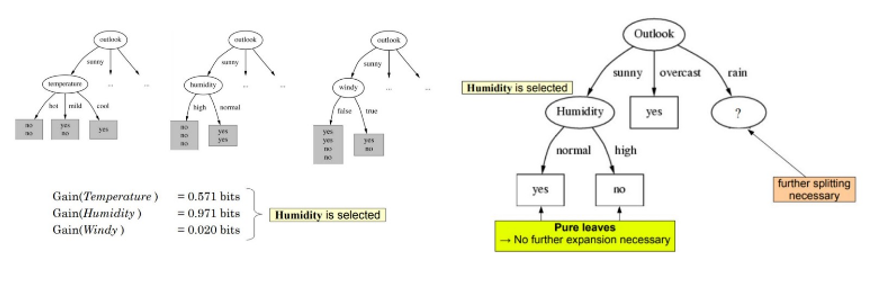 outlook
sunny
...
...
temperature
hot mild cool
no
no
yes
no
yes
outlook
sunny
...
...
humidity
high normal
no
no
no
yes
yes
outlook
sunny
...
...
windy
false true
yes
yes
no
no
yes
no
Gain(Temperature) = 0.571 bits
Gain(Humidity) = 0.971 bits
Gain(Windy) = 0.020 bits
Humidity is selected
Outlook
sunny overcast rain
Humidity is selected
Humidity
yes
?
normal high
yes
no
further splitting
necessary
Pure leaves
→ No further expansion necessary